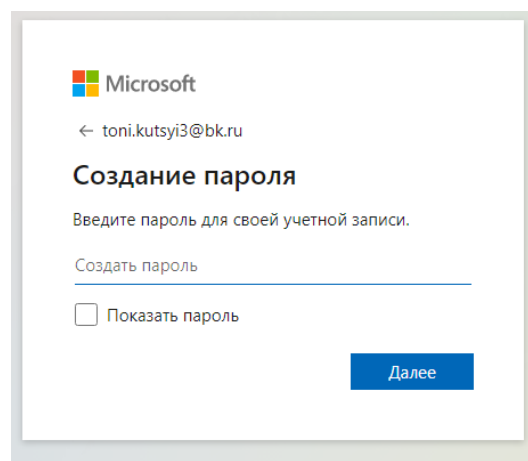 Microsoft
← toni.kutsyi3@bk.ru
Создание пароля
Введите пароль для своей учетной записи.
Создать пароль
Показать пароль
Далее